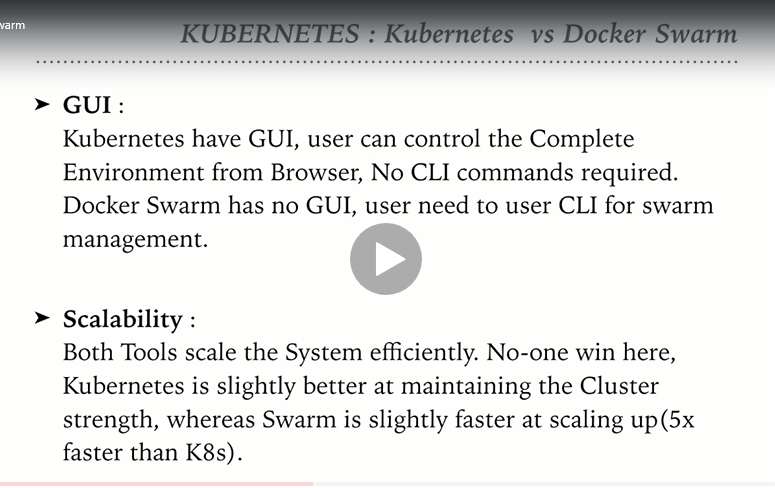 warm
KUBERNETES : Kubernetes vs Docker Swarm
➤ GUI :
Kubernetes have GUI, user can control the Complete
Environment from Browser, No CLI commands required.
Docker Swarm has no GUI, user need to user CLI for swarm
management.
➤ Scalability :
Both Tools scale the System efficiently. No-one win here,
Kubernetes is slightly better at maintaining the Cluster
strength, whereas Swarm is slightly faster at scaling up(5x
faster than K8s).